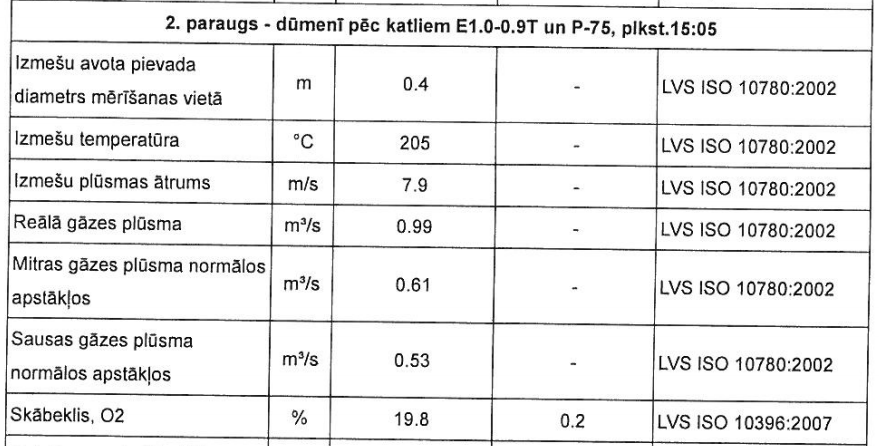 2. paraugs - dūmenī pēc katliem E1.0-0.9T un P-75, plkst.15:05
Izmešu avota pievada
diametrs mērīšanas vietā
m
0.4
-
LVS ISO 10780:2002
Izmešu temperatūra
°C
205
-
LVS ISO 10780:2002
Izmešu plūsmas ātrums
m/s
7.9
-
LVS ISO 10780:2002
Reālā gāzes plūsma
m³/s
0.99
-
LVS ISO 10780:2002
Mitras gāzes plūsma normālos
apstākļos
m³/s
0.61
-
LVS ISO 10780:2002
Sausas gāzes plūsma
normālos apstākļos
m³/s
0.53
-
LVS ISO 10780:2002
Skābeklis, O2
%
19.8
0.2
LVS ISO 10396:2007